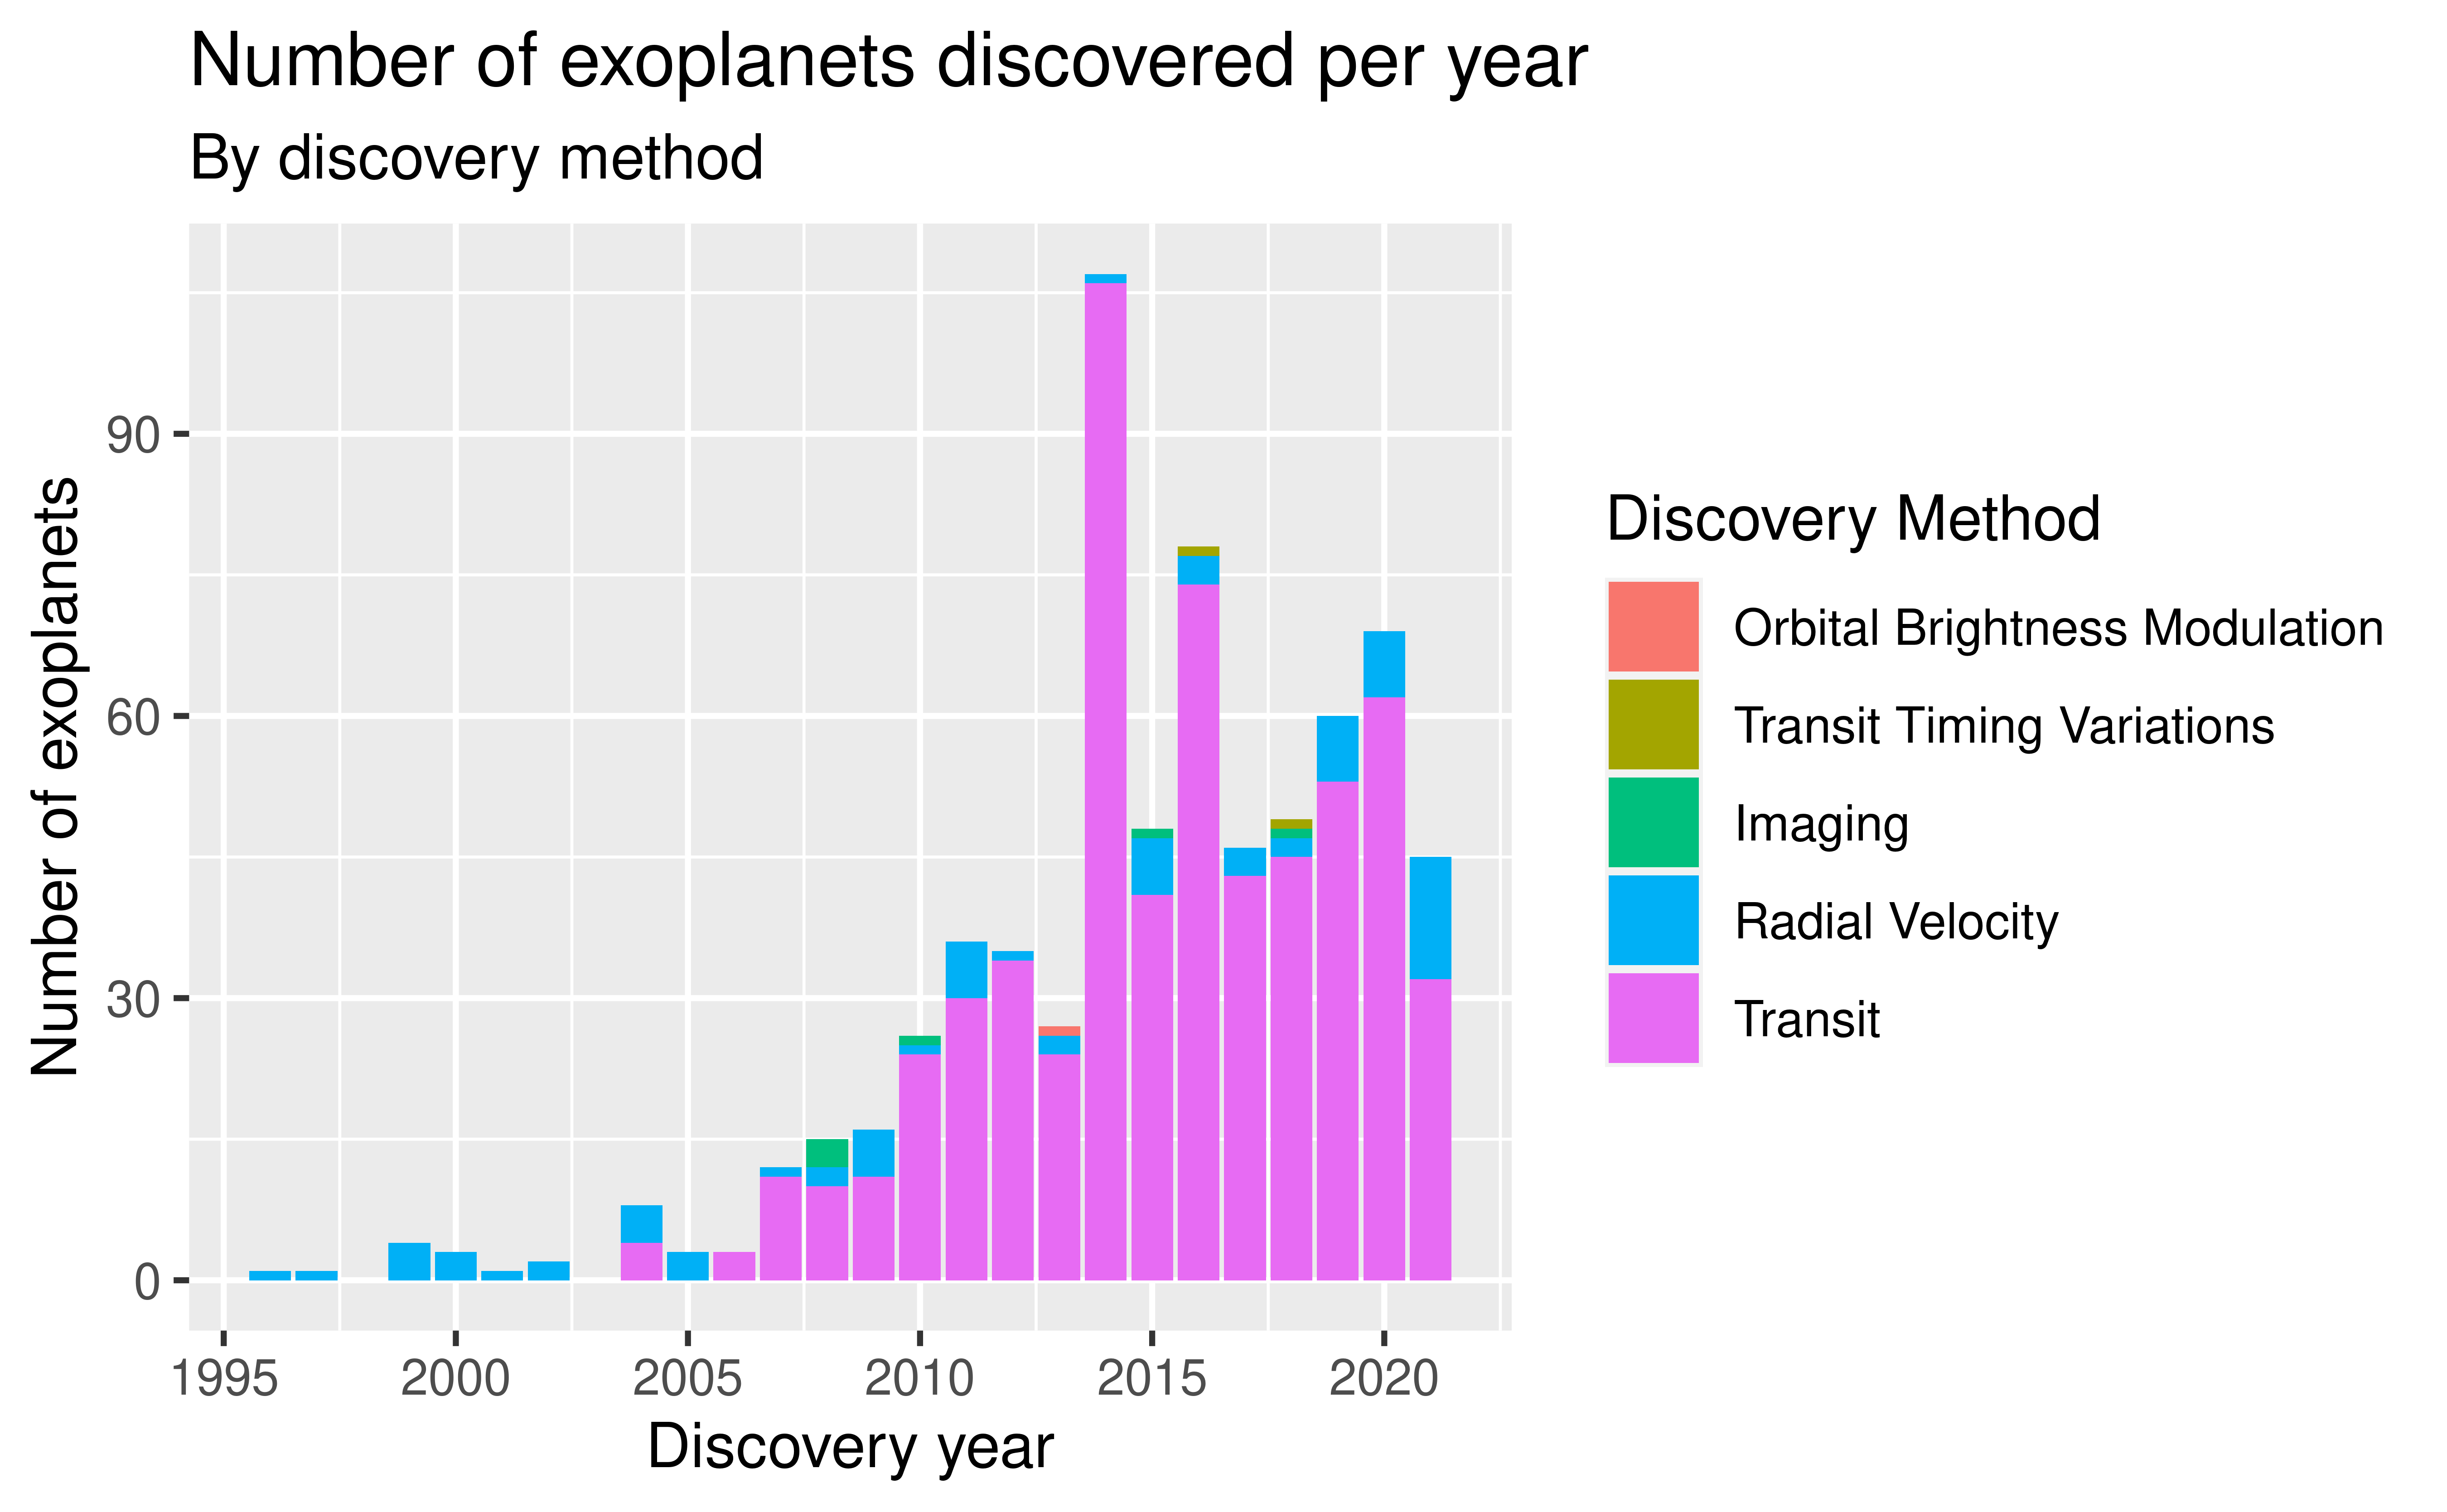 Number of exoplanets discovered per year
By discovery method
Number of exoplanets
90
60
30
0
1995 2000 2005 2010 2015 2020
Discovery year
Discovery Method
Orbital Brightness Modulation
Transit Timing Variations
Imaging
Radial Velocity
Transit